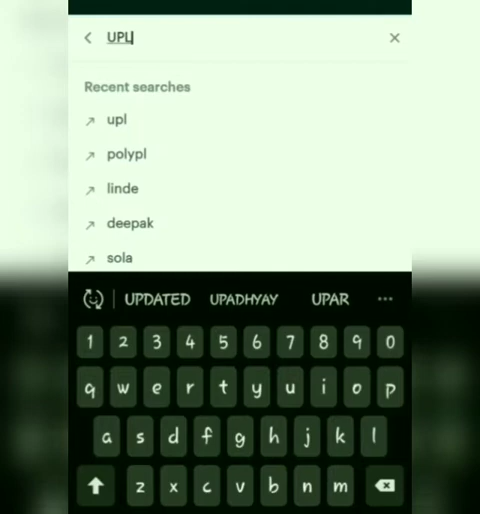 UPL
Recent searches
upl
polypl
linde
deepak
sola
UPDATED UPADHYAY UPAR
1 2 3 4 5 6 7 8 9 0
q w e r t y u i o p
a s d f g h j k l
z x c v b n m